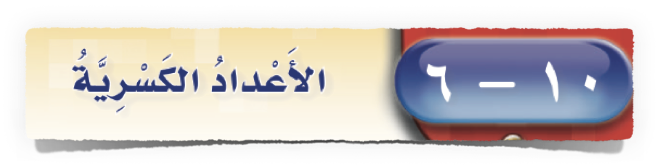 ١٠ – ٦ الأَعْدادُ الكَسْرِيَّةُ